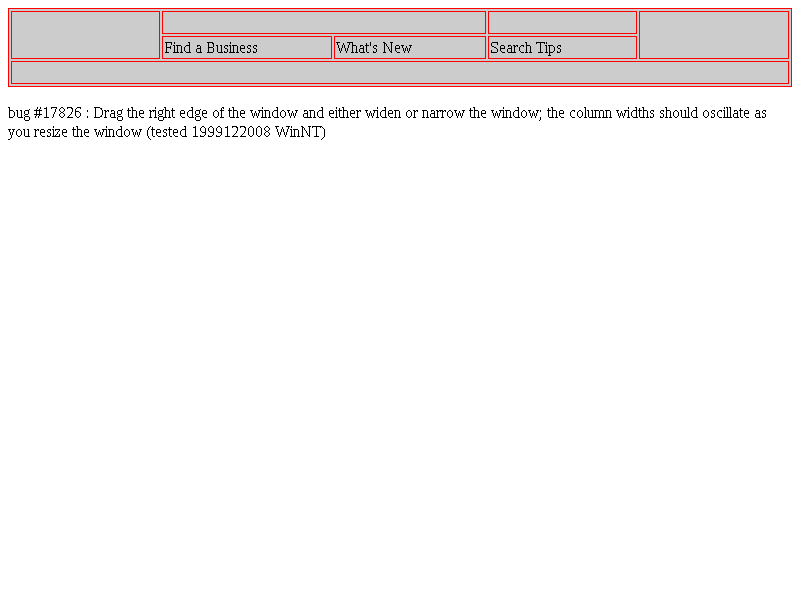 Find a Business What's New Search Tips
bug #17826 : Drag the right edge of the window and either widen or narrow the window; the column widths should oscillate as
you resize the window (tested 1999122008 WinNT)